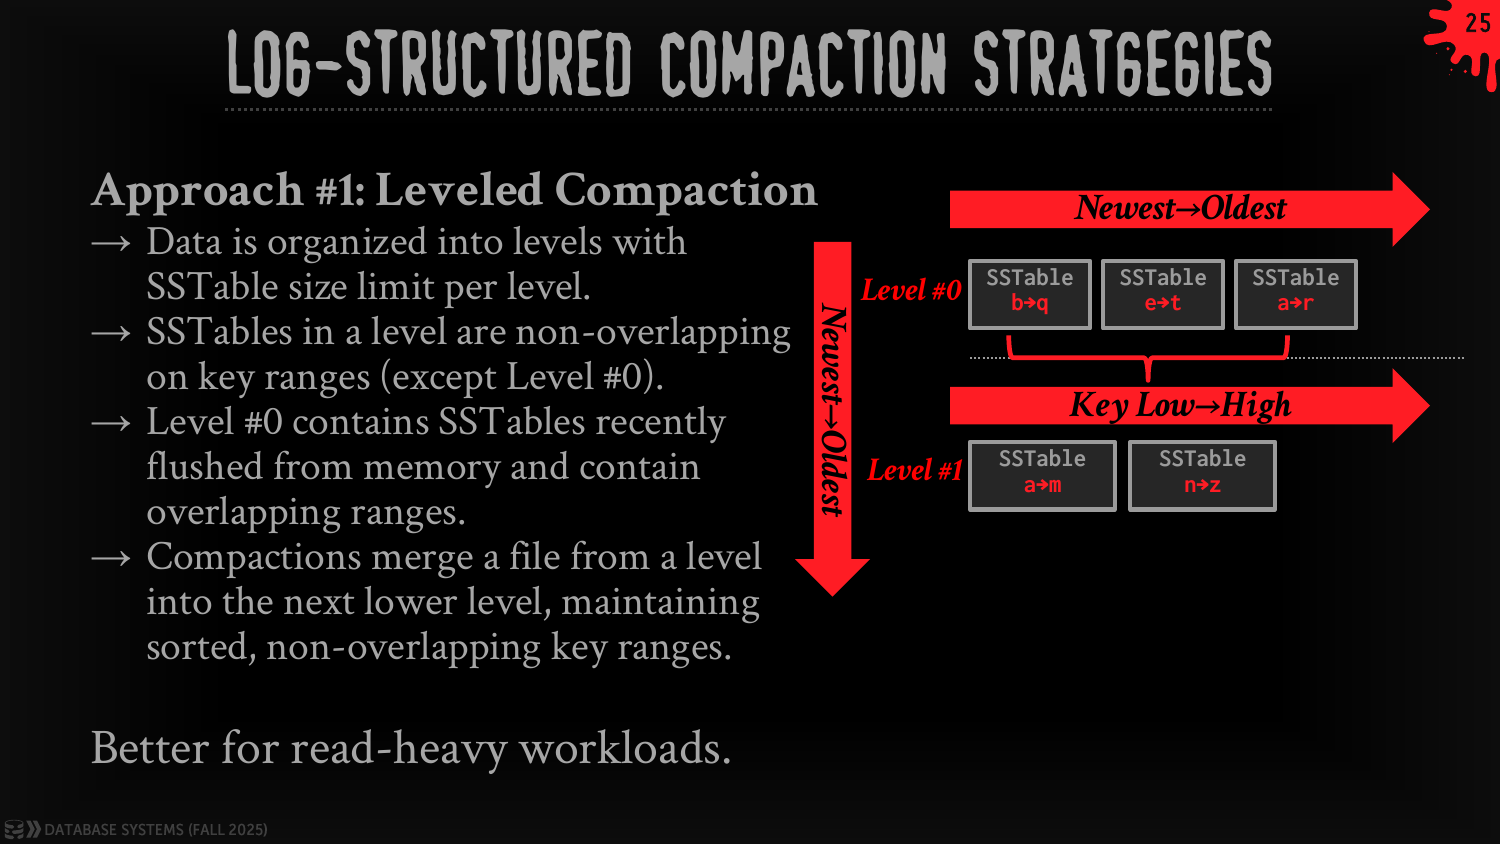 25
LOG-STRUCTURED COMPACTION STRATGEGIES
Approach #1: Leveled Compaction
→ Data is organized into levels with
SSTable size limit per level.
→ SSTables in a level are non-overlapping
on key ranges (except Level #0).
→ Level #0 contains SSTables recently
flushed from memory and contain
overlapping ranges.
→ Compactions merge a file from a level
into the next lower level, maintaining
sorted, non-overlapping key ranges.
Better for read-heavy workloads.
Newest→Oldest
Newest→Oldest
Level #0
SSTable
b→q
SSTable
e→t
SSTable
a→r
Key Low→High
Level #1
SSTable
a→m
SSTable
n→z
DATABASE SYSTEMS (FALL 2025)